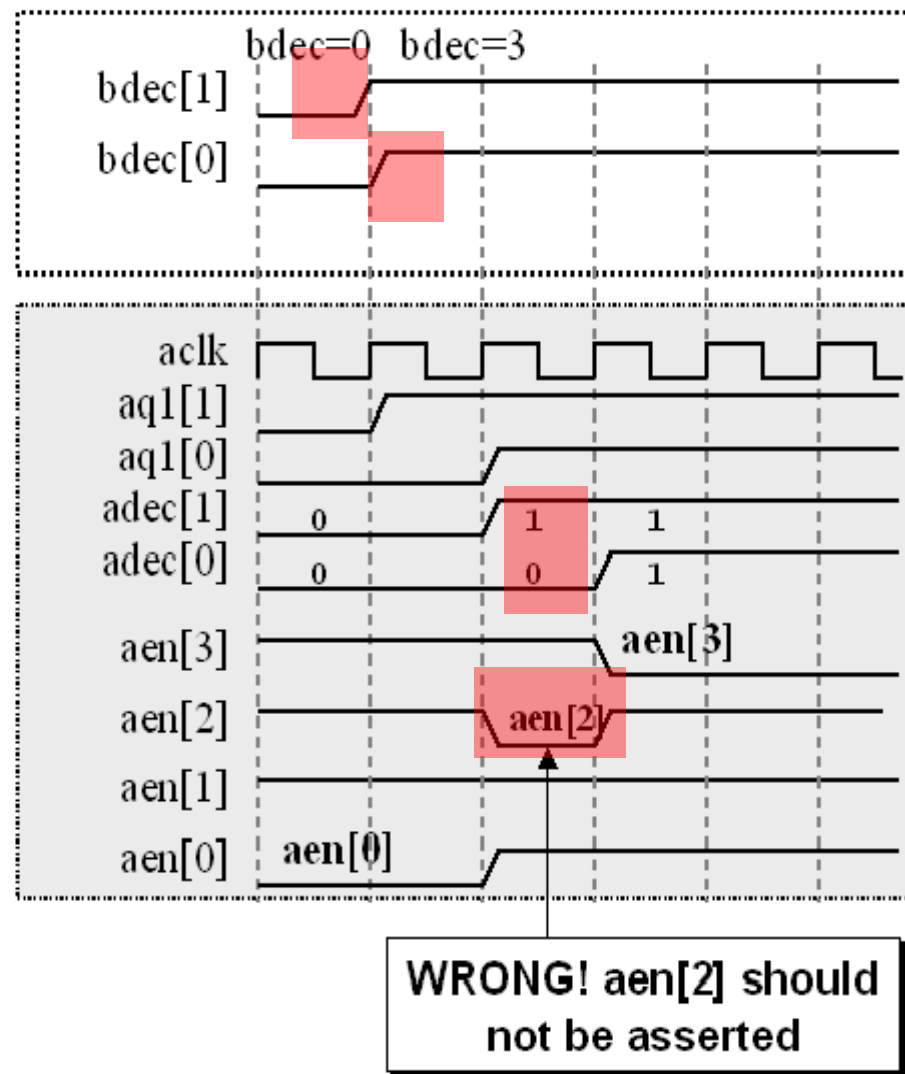 bdec=0 bdec=3
bdec[1]
bdec[0]
aclk
aq1[1]
aq1[0]
adec[1] 0 1 1
adec[0] 0 0 1
aen[3] aen[3]
aen[2] aen[2]
aen[1]
aen[0] aen[0]
WRONG! aen[2] should
not be asserted